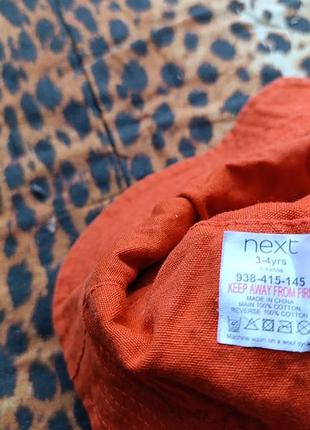 next
3-4yrs
938-415-145
KEEP AWAY FROM FIRE
MADE IN CHINA
MAIN 100% COTTON
REVERSE 100% COTTON
Machine wash on a wool cyc